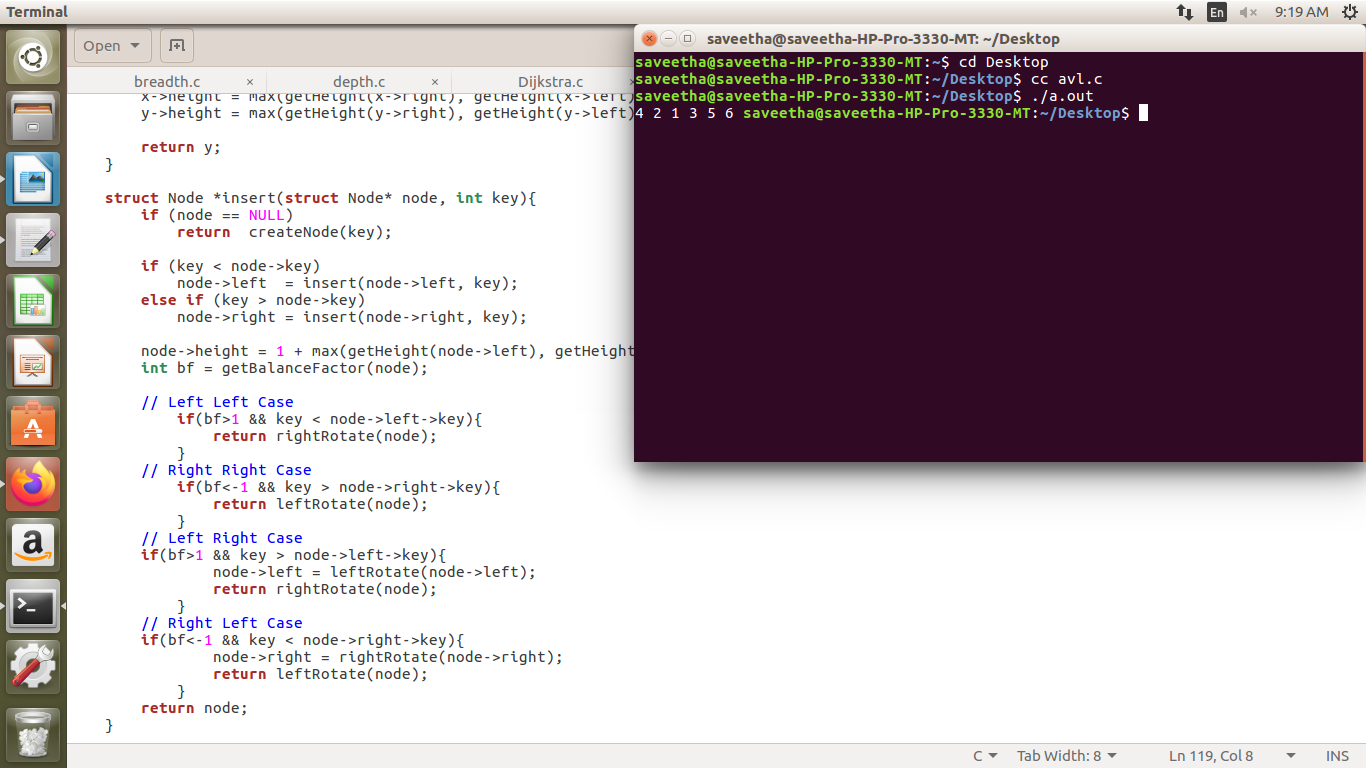 Terminal
En
9:19 AM
Open
breadth.c × depth.c × Dijkstra.c
x->height = max(getHeight(x->right), getHeight(x->left)
y->height = max(getHeight(y->right), getHeight(y->left)
return y;
}
struct Node *insert(struct Node* node, int key){
if (node == NULL)
return  createNode(key);
if (key < node->key)
node->left  = insert(node->left, key);
else if (key > node->key)
node->right = insert(node->right, key);
node->height = 1 + max(getHeight(node->left), getHeight
int bf = getBalanceFactor(node);
// Left Left Case
if(bf>1 && key < node->left->key){
return rightRotate(node);
}
// Right Right Case
if(bf<-1 && key > node->right->key){
return leftRotate(node);
}
// Left Right Case
if(bf>1 && key > node->left->key){
node->left = leftRotate(node->left);
return rightRotate(node);
}
// Right Left Case
if(bf<-1 && key < node->right->key){
node->right = rightRotate(node->right);
return leftRotate(node);
}
return node;
}
saveetha@saveetha-HP-Pro-3330-MT: ~/Desktop
saveetha@saveetha-HP-Pro-3330-MT:~$ cd Desktop
saveetha@saveetha-HP-Pro-3330-MT:~/Desktop$ cc avl.c
saveetha@saveetha-HP-Pro-3330-MT:~/Desktop$ ./a.out
4 2 1 3 5 6 saveetha@saveetha-HP-Pro-3330-MT:~/Desktop$
C Tab Width: 8 Ln 119, Col 8 INS